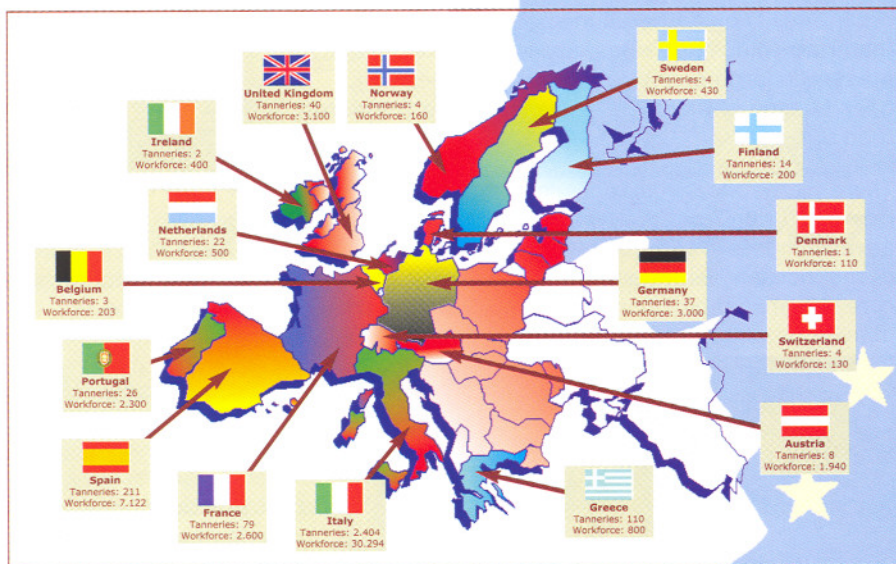 Sweden
Tanneries: 4
Workforce: 430
United Kingdom
Tanneries: 40
Workforce: 3.100
Norway
Tanneries: 4
Workforce: 160
Ireland
Tanneries: 2
Workforce: 400
Finland
Tanneries: 14
Workforce: 200
Netherlands
Tanneries: 22
Workforce: 500
Denmark
Tanneries: 1
Workforce: 110
Belgium
Tanneries: 3
Workforce: 203
Germany
Tanneries: 37
Workforce: 3.000
Switzerland
Tanneries: 4
Workforce: 130
Portugal
Tanneries: 26
Workforce: 2.300
Austria
Tanneries: 8
Workforce: 1.940
Spain
Tanneries: 211
Workforce: 7.122
France
Tanneries: 79
Workforce: 2.600
Italy
Tanneries: 2.404
Workforce: 30.294
Greece
Tanneries: 110
Workforce: 800